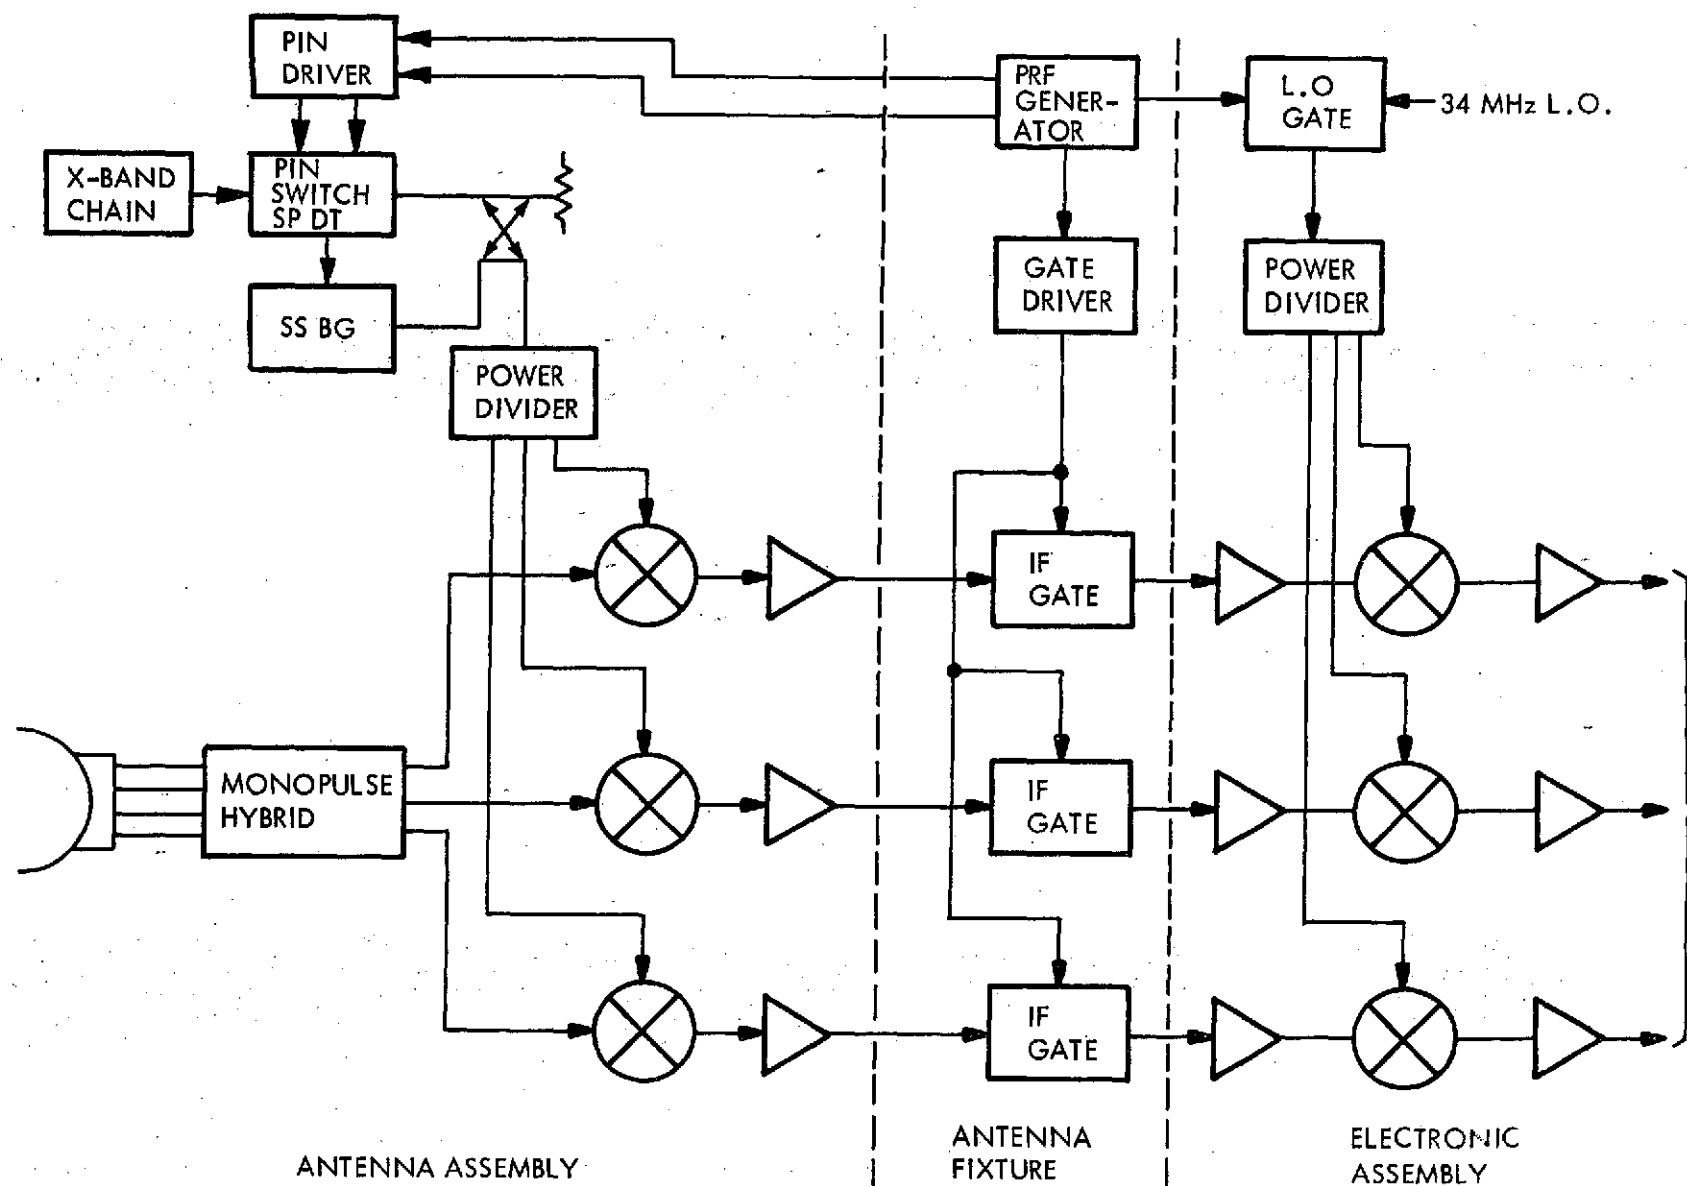 PIN
DRIVER
PRF
GENER-
ATOR
L.O
GATE
34 MHz L.O.
X-BAND
CHAIN
PIN
SWITCH
SP DT
SS BG
GATE
DRIVER
POWER
DIVIDER
POWER
DIVIDER
IF
GATE
MONOPULSE
HYBRID
IF
GATE
IF
GATE
ANTENNA ASSEMBLY
ANTENNA
FIXTURE
ELECTRONIC
ASSEMBLY